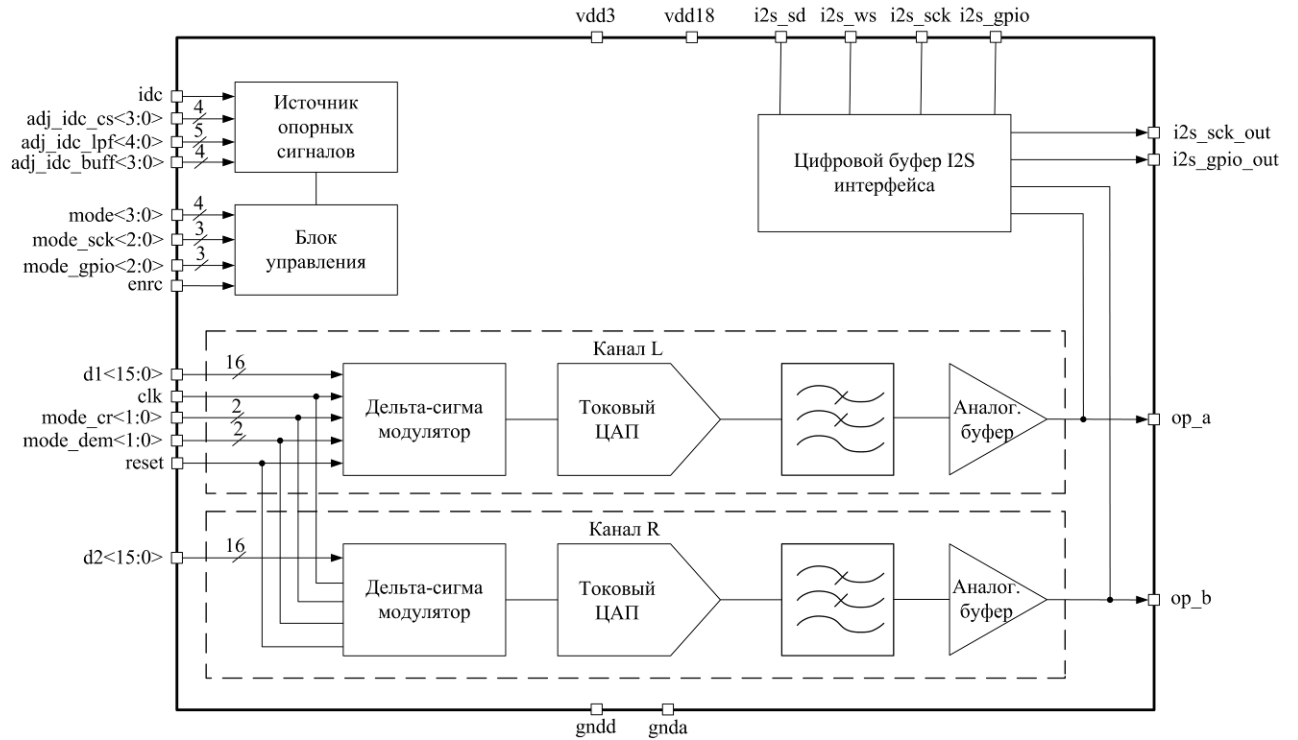 vdd3
vdd18
i2s_sd
i2s_ws
i2s_sck
i2s_gpio
idc
adj_idc_cs<3:0>
4
adj_idc_lpf<4:0>
5
adj_idc_buff<3:0>
4
Источник
опорных
сигналов
mode<3:0>
4
mode_sck<2:0>
3
mode_gpio<2:0>
3
enrc
Блок
управления
Цифровой буфер I2S
интерфейса
i2s_sck_out
i2s_gpio_out
Канал L
d1<15:0>
16
clk
mode_cr<1:0>
2
mode_dem<1:0>
2
reset
Дельта-сигма
модулятор
Токовый
ЦАП
Аналог.
буфер
op_a
Канал R
d2<15:0>
16
Дельта-сигма
модулятор
Токовый
ЦАП
Аналог.
буфер
op_b
gndd
gnda